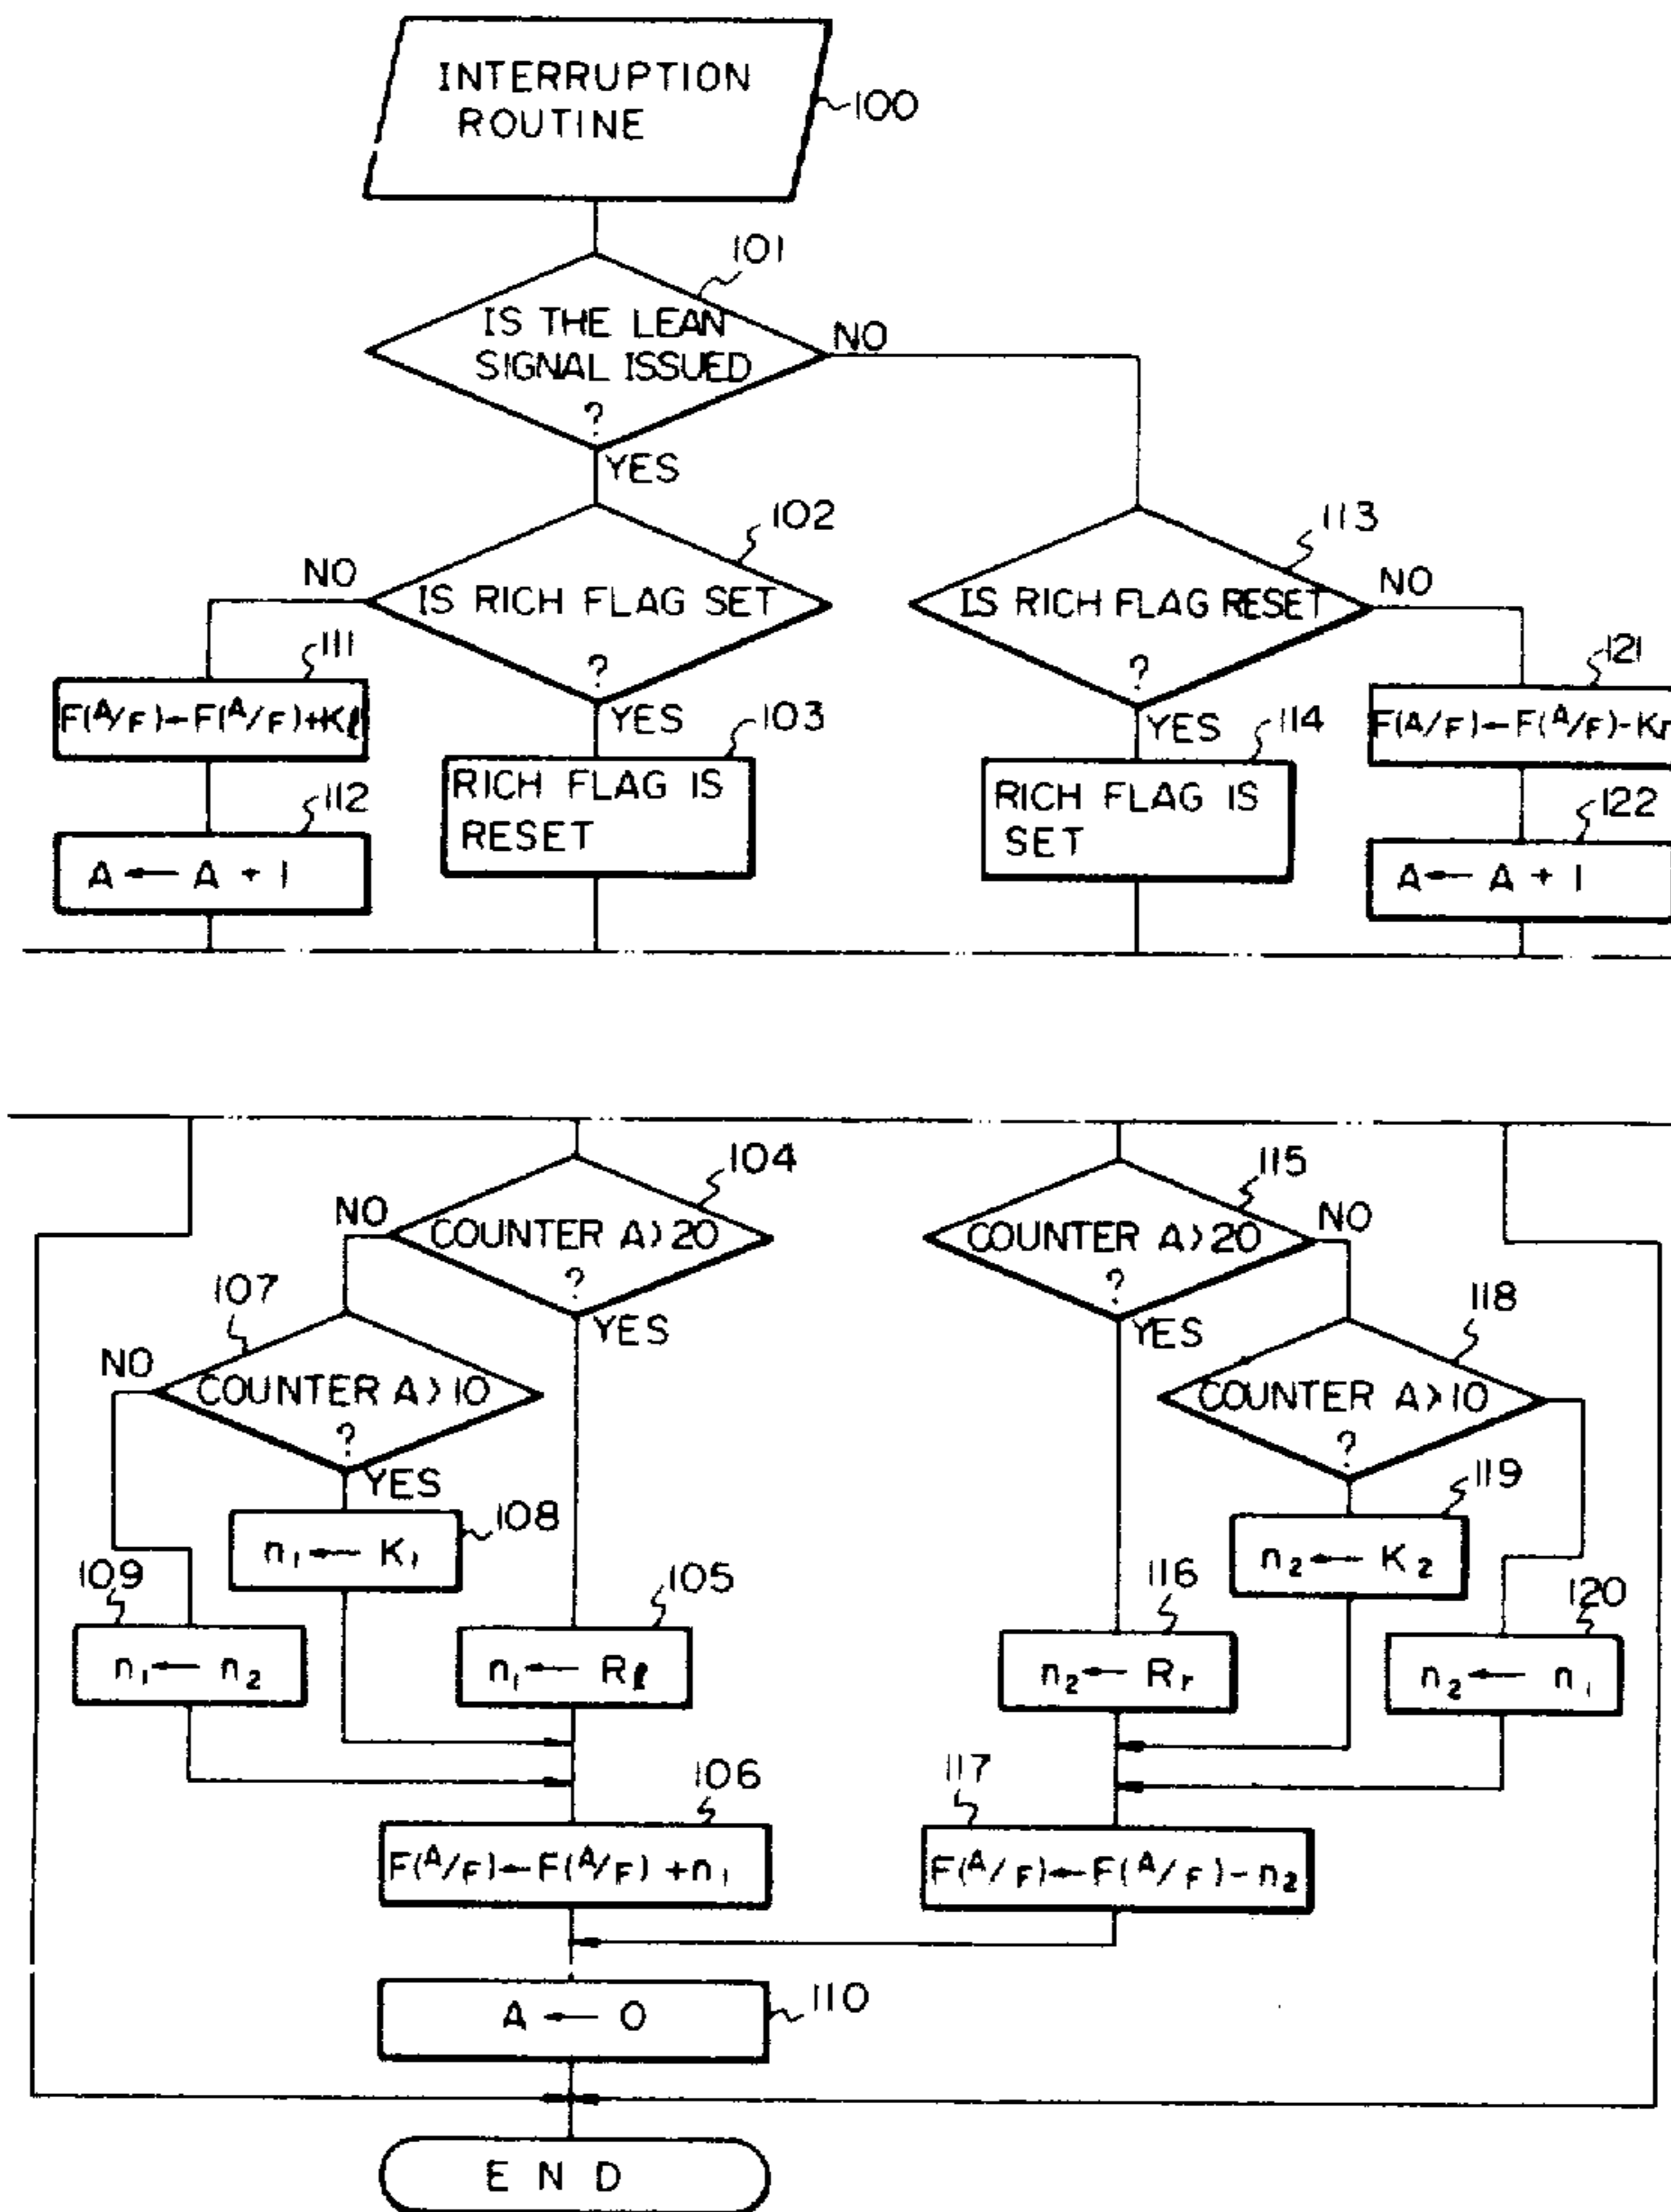 INTERRUPTION
ROUTINE
100
101
IS THE LEAN
SIGNAL ISSUED
?
NO
YES
102
NO
IS RICH FLAG SET
?
YES
113
IS RICH FLAG RESET
?
NO
YES
111
F(A/F)←F(A/F)+Kℓ
103
RICH FLAG IS
RESET
114
RICH FLAG IS
SET
121
F(A/F)←F(A/F)-Kr
112
A ← A + 1
122
A ← A + 1
104
NO
COUNTER A>20
?
YES
115
COUNTER A>20
?
NO
YES
107
NO
COUNTER A>10
?
YES
118
COUNTER A>10
?
108
n₁ ← K₁
119
n₂ ← K₂
109
n₁ ← n₂
105
n₁ ← Rℓ
116
n₂ ← Rr
120
n₂ ← n₁
106
F(A/F)←F(A/F)+n₁
117
F(A/F)←F(A/F)-n₂
110
A ← 0
END